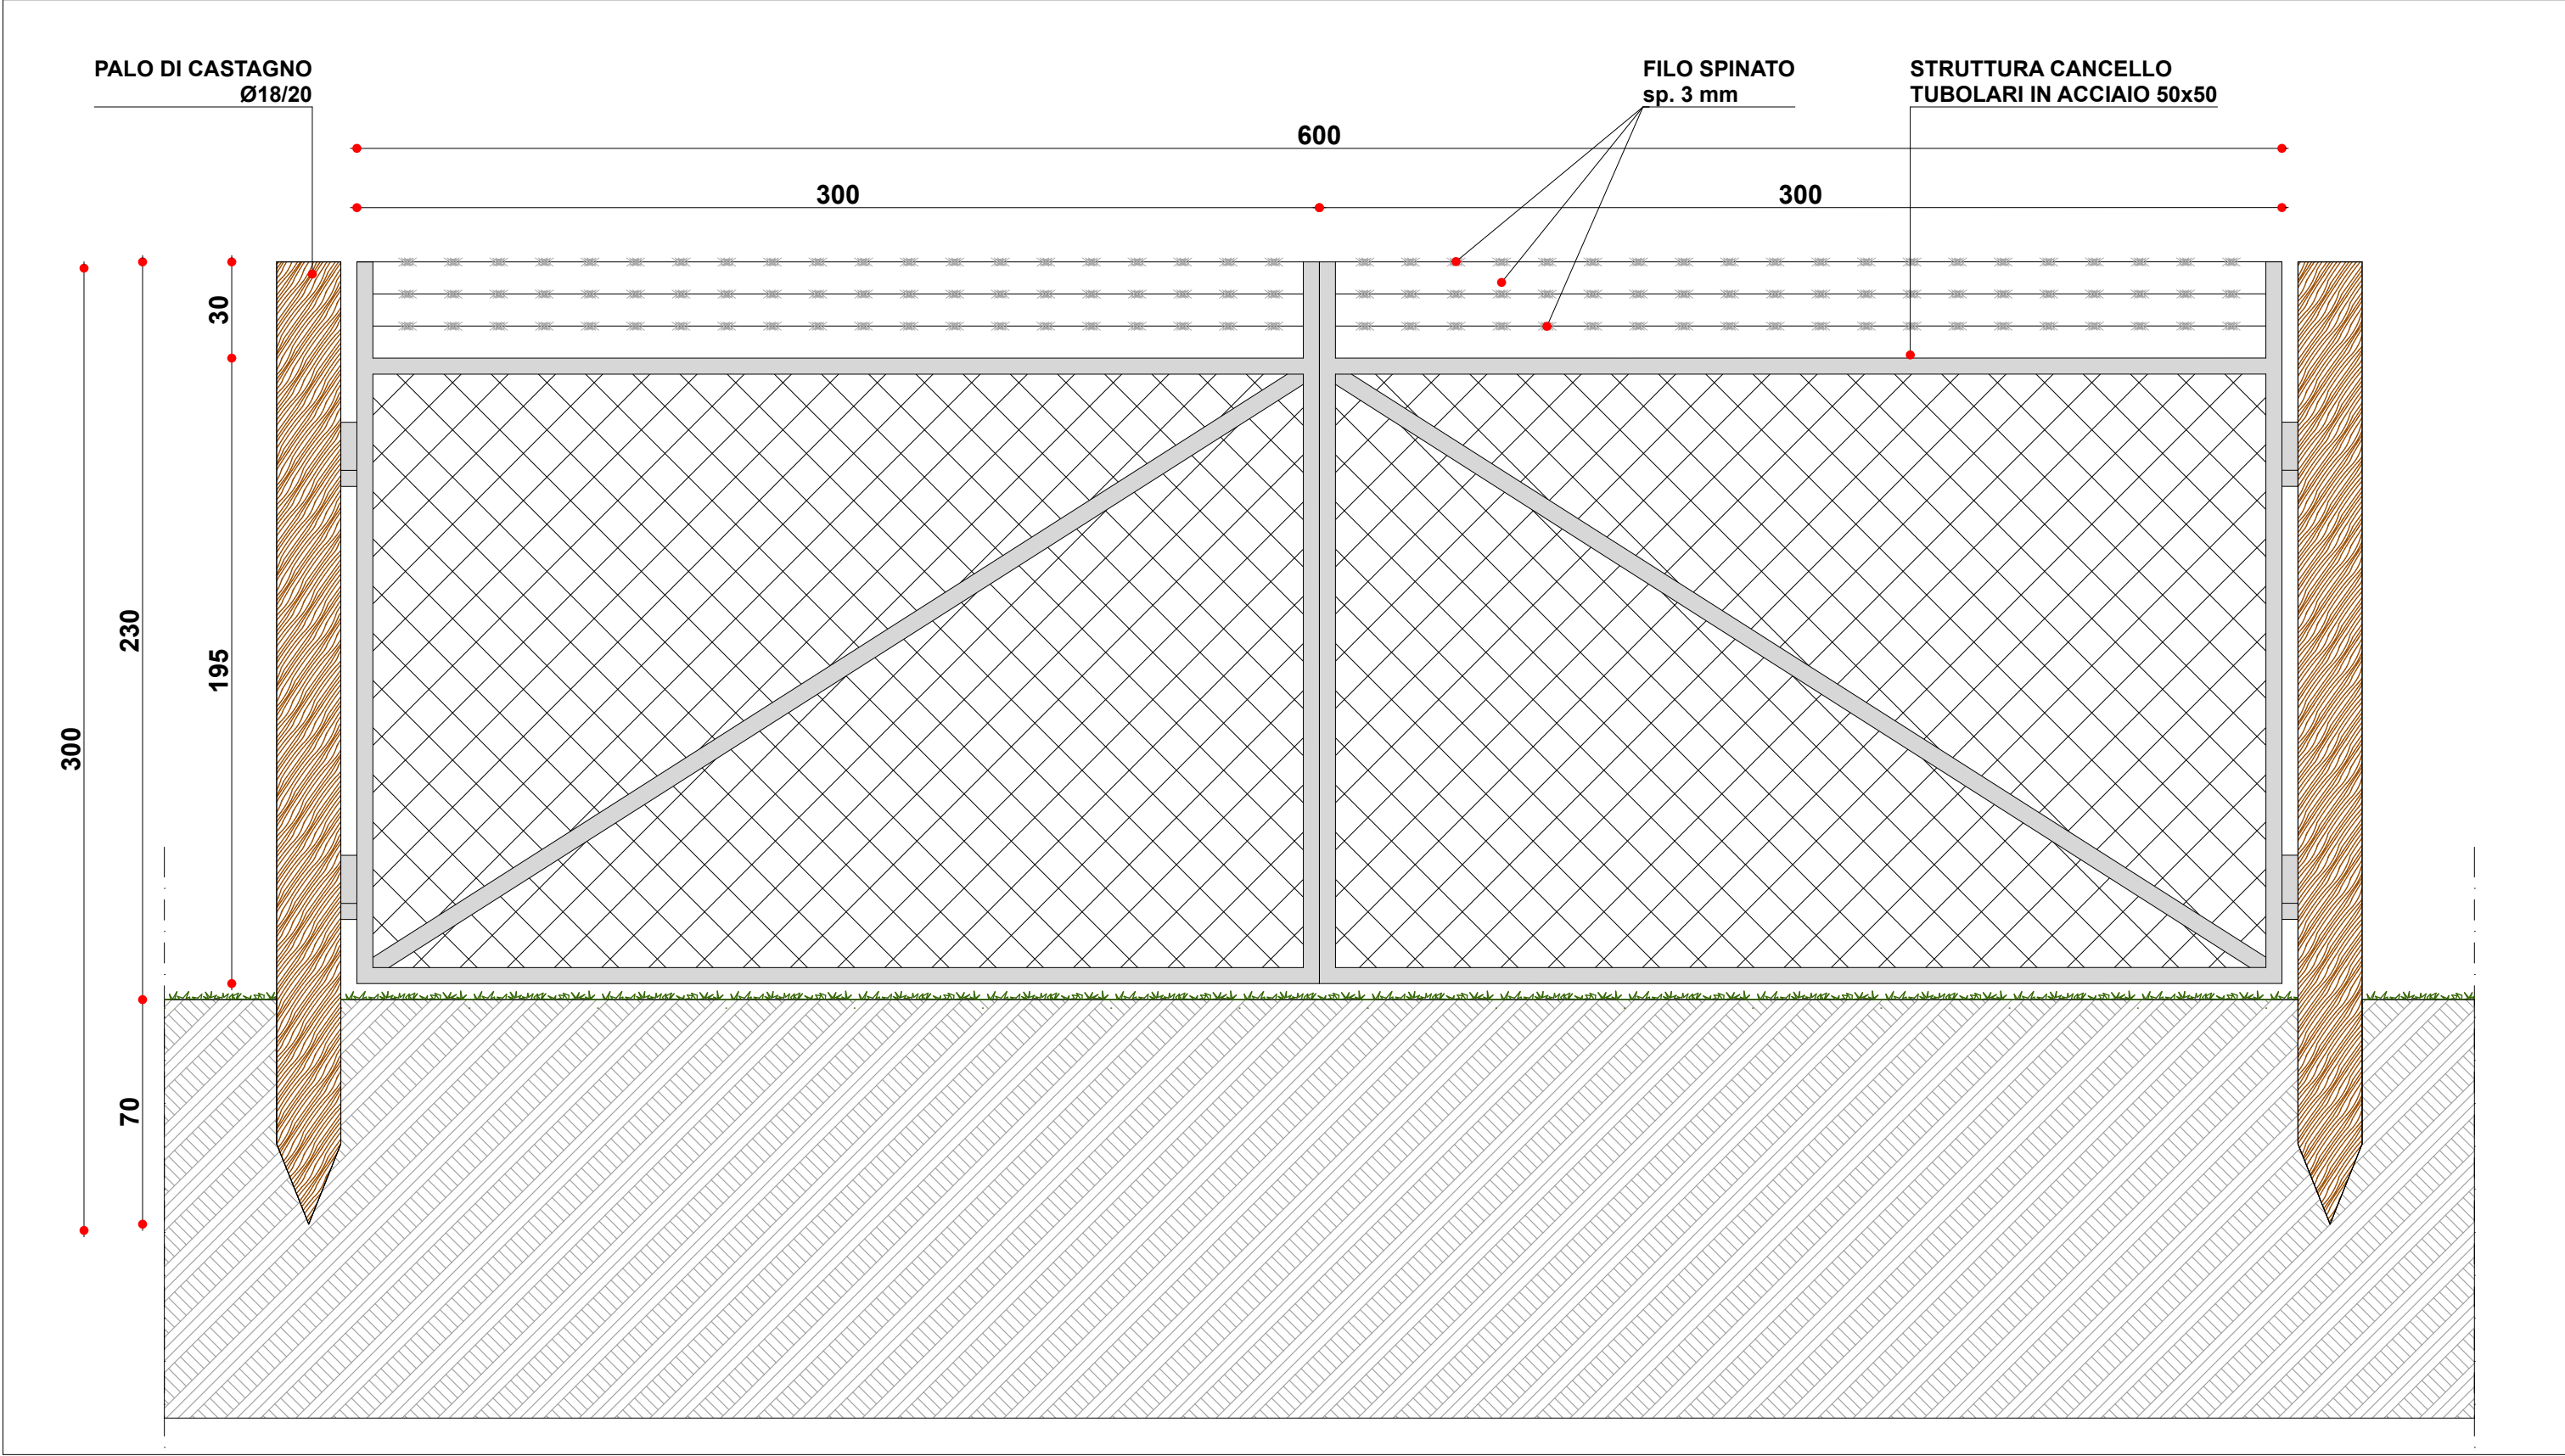 PALO DI CASTAGNO
Ø18/20
FILO SPINATO
sp. 3 mm
STRUTTURA CANCELLO
TUBOLARI IN ACCIAIO 50x50
600
300
300
30
230
195
300
70